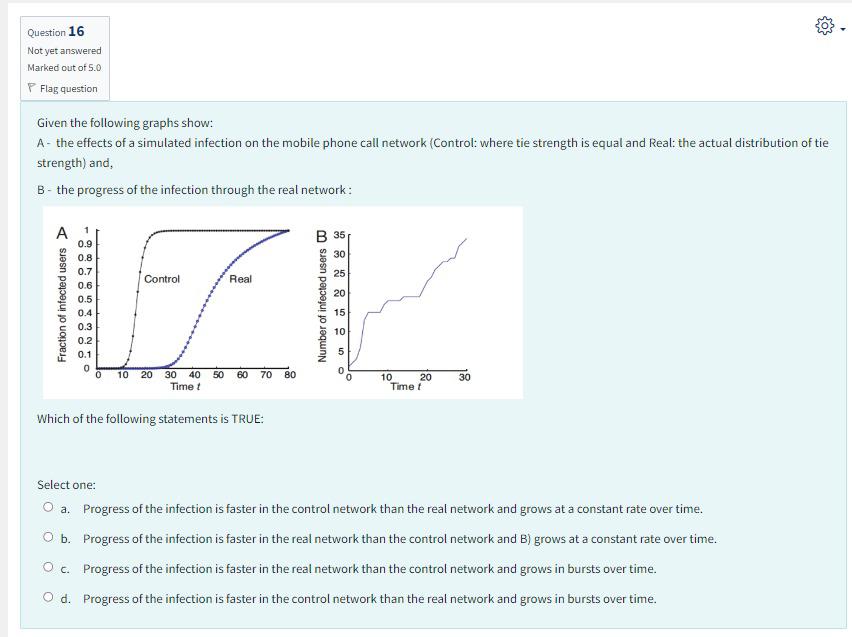 Question 16
Not yet answered
Marked out of 5.0
Flag question
Given the following graphs show:
A - the effects of a simulated infection on the mobile phone call network (Control: where tie strength is equal and Real: the actual distribution of tie
strength) and,
B - the progress of the infection through the real network :
A
Fraction of infected users
1
0.9
0.8
0.7
0.6
0.5
0.4
0.3
0.2
0.1
0
Control
Real
0 10 20 30 40 50 60 70 80
Time t
B
Number of infected users
35
30
25
20
15
10
5
0
0 10 20 30
Time t
Which of the following statements is TRUE:
Select one:
a. Progress of the infection is faster in the control network than the real network and grows at a constant rate over time.
b. Progress of the infection is faster in the real network than the control network and B) grows at a constant rate over time.
c. Progress of the infection is faster in the real network than the control network and grows in bursts over time.
d. Progress of the infection is faster in the control network than the real network and grows in bursts over time.